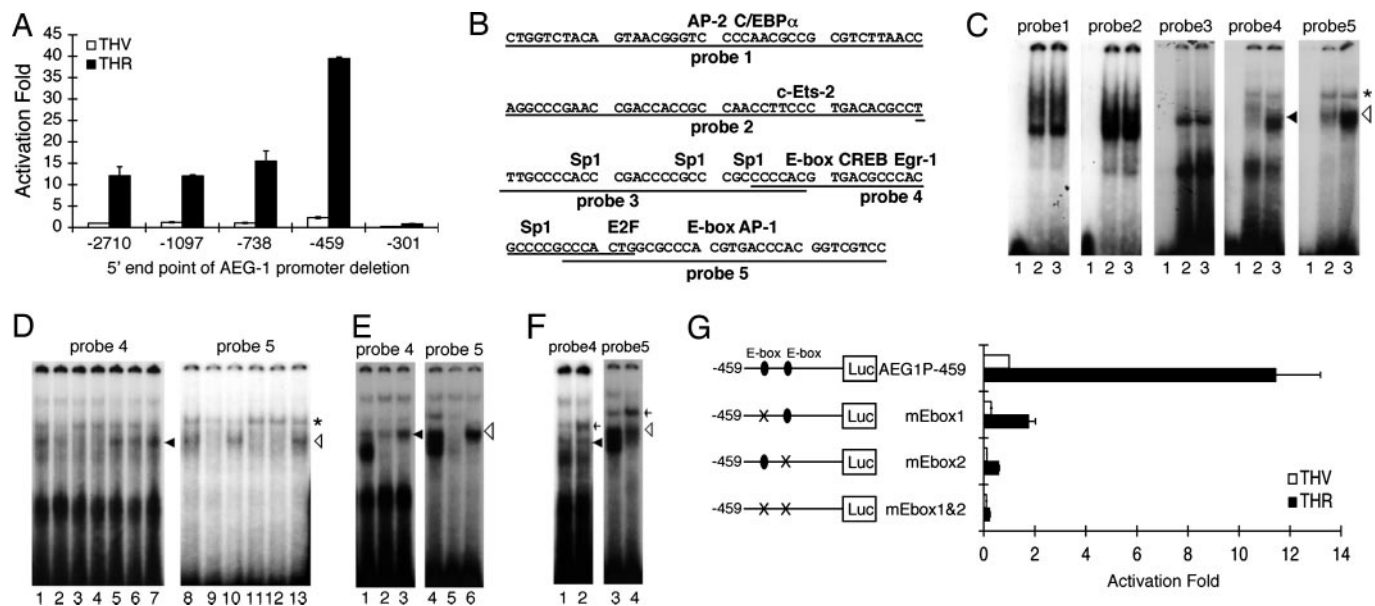 A
THV
THR
Activation Fold
45
40
35
30
25
20
15
10
5
0
-2710 -1097 -738 -459 -301
5' end point of AEG-1 promoter deletion
B
AP-2 C/EBPα
CTGGTCTACA GTAACGGGTC CCCAACGCCG CGTCTTAACC
probe 1
c-Ets-2
AGGCCCGAAC CGACCACCGC CAACCTTCCC TGACACGCCT
probe 2
Sp1 Sp1 Sp1 E-box CREB Egr-1
TTGCCCCACC CGACCCCGCC CGCCCCCACG TGACGCCCAC
probe 3 probe 4
Sp1 E2F E-box AP-1
GCCCCGCCCA CTGGCGCCCA CGTGACCCAC GGTCGTCC
probe 5
C
probe1 probe2 probe3 probe4 probe5
*
1 2 3 1 2 3 1 2 3 1 2 3 1 2 3
D
probe 4 probe 5
*
1 2 3 4 5 6 7 8 9 10 11 12 13
E
probe 4 probe 5
1 2 3 4 5 6
F
probe4 probe5
1 2 3 4
G
E-box E-box
-459 Luc AEG1P-459
-459 X Luc mEbox1
-459 X Luc mEbox2
-459 X X Luc mEbox1&2
THV
THR
0 2 4 6 8 10 12 14
Activation Fold